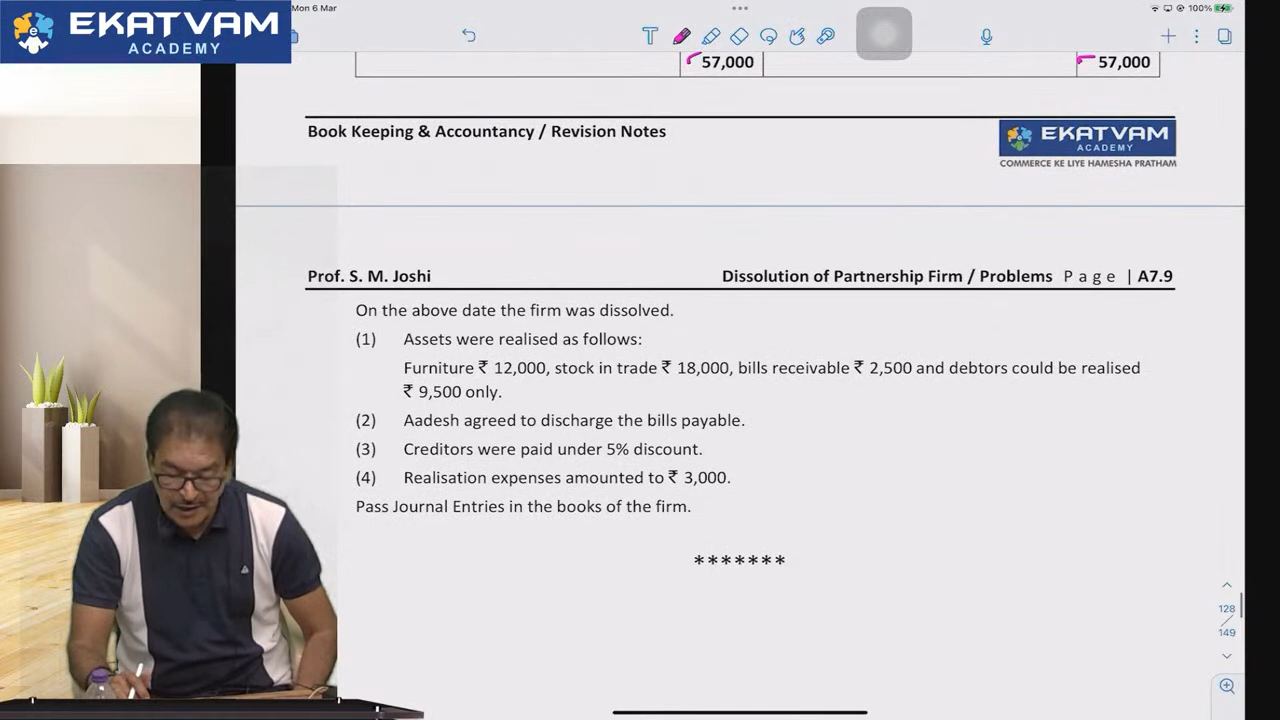 EKATVAM
ACADEMY
Mon 6 Mar
100%
57,000 57,000
Book Keeping & Accountancy / Revision Notes
EKATVAM
ACADEMY
COMMERCE KE LIYE HAMESHA PRATHAM
Prof. S. M. Joshi Dissolution of Partnership Firm / Problems Page | A7.9
On the above date the firm was dissolved.
(1) Assets were realised as follows:
Furniture ₹ 12,000, stock in trade ₹ 18,000, bills receivable ₹ 2,500 and debtors could be realised
₹ 9,500 only.
(2) Aadesh agreed to discharge the bills payable.
(3) Creditors were paid under 5% discount.
(4) Realisation expenses amounted to ₹ 3,000.
Pass Journal Entries in the books of the firm.
*******
128
149